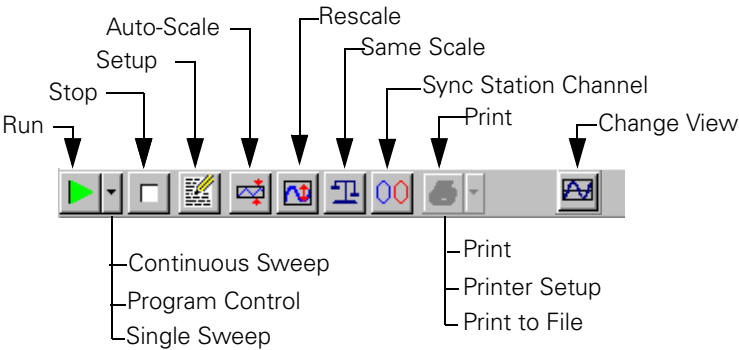 Rescale
Auto-Scale
Same Scale
Setup
Sync Station Channel
Stop
Print
Run
Change View
Print
Continuous Sweep
Printer Setup
Program Control
Print to File
Single Sweep